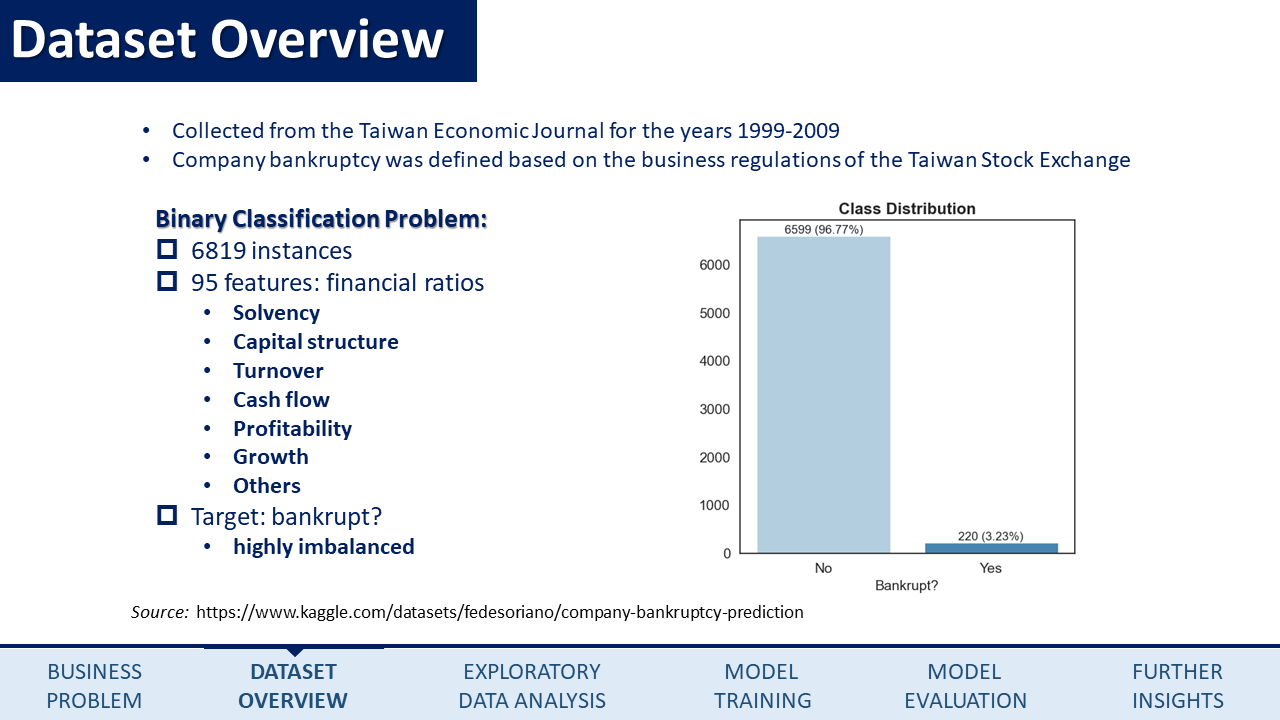 Dataset Overview
• Collected from the Taiwan Economic Journal for the years 1999-2009
• Company bankruptcy was defined based on the business regulations of the Taiwan Stock Exchange
Binary Classification Problem:
6819 instances
95 features: financial ratios
• Solvency
• Capital structure
• Turnover
• Cash flow
• Profitability
• Growth
• Others
Target: bankrupt?
• highly imbalanced
Class Distribution
6599 (96.77%)
6000
5000
4000
3000
2000
1000
220 (3.23%)
0
No Yes
Bankrupt?
Source: https://www.kaggle.com/datasets/fedesoriano/company-bankruptcy-prediction
BUSINESS
PROBLEM
DATASET
OVERVIEW
EXPLORATORY
DATA ANALYSIS
MODEL
TRAINING
MODEL
EVALUATION
FURTHER
INSIGHTS